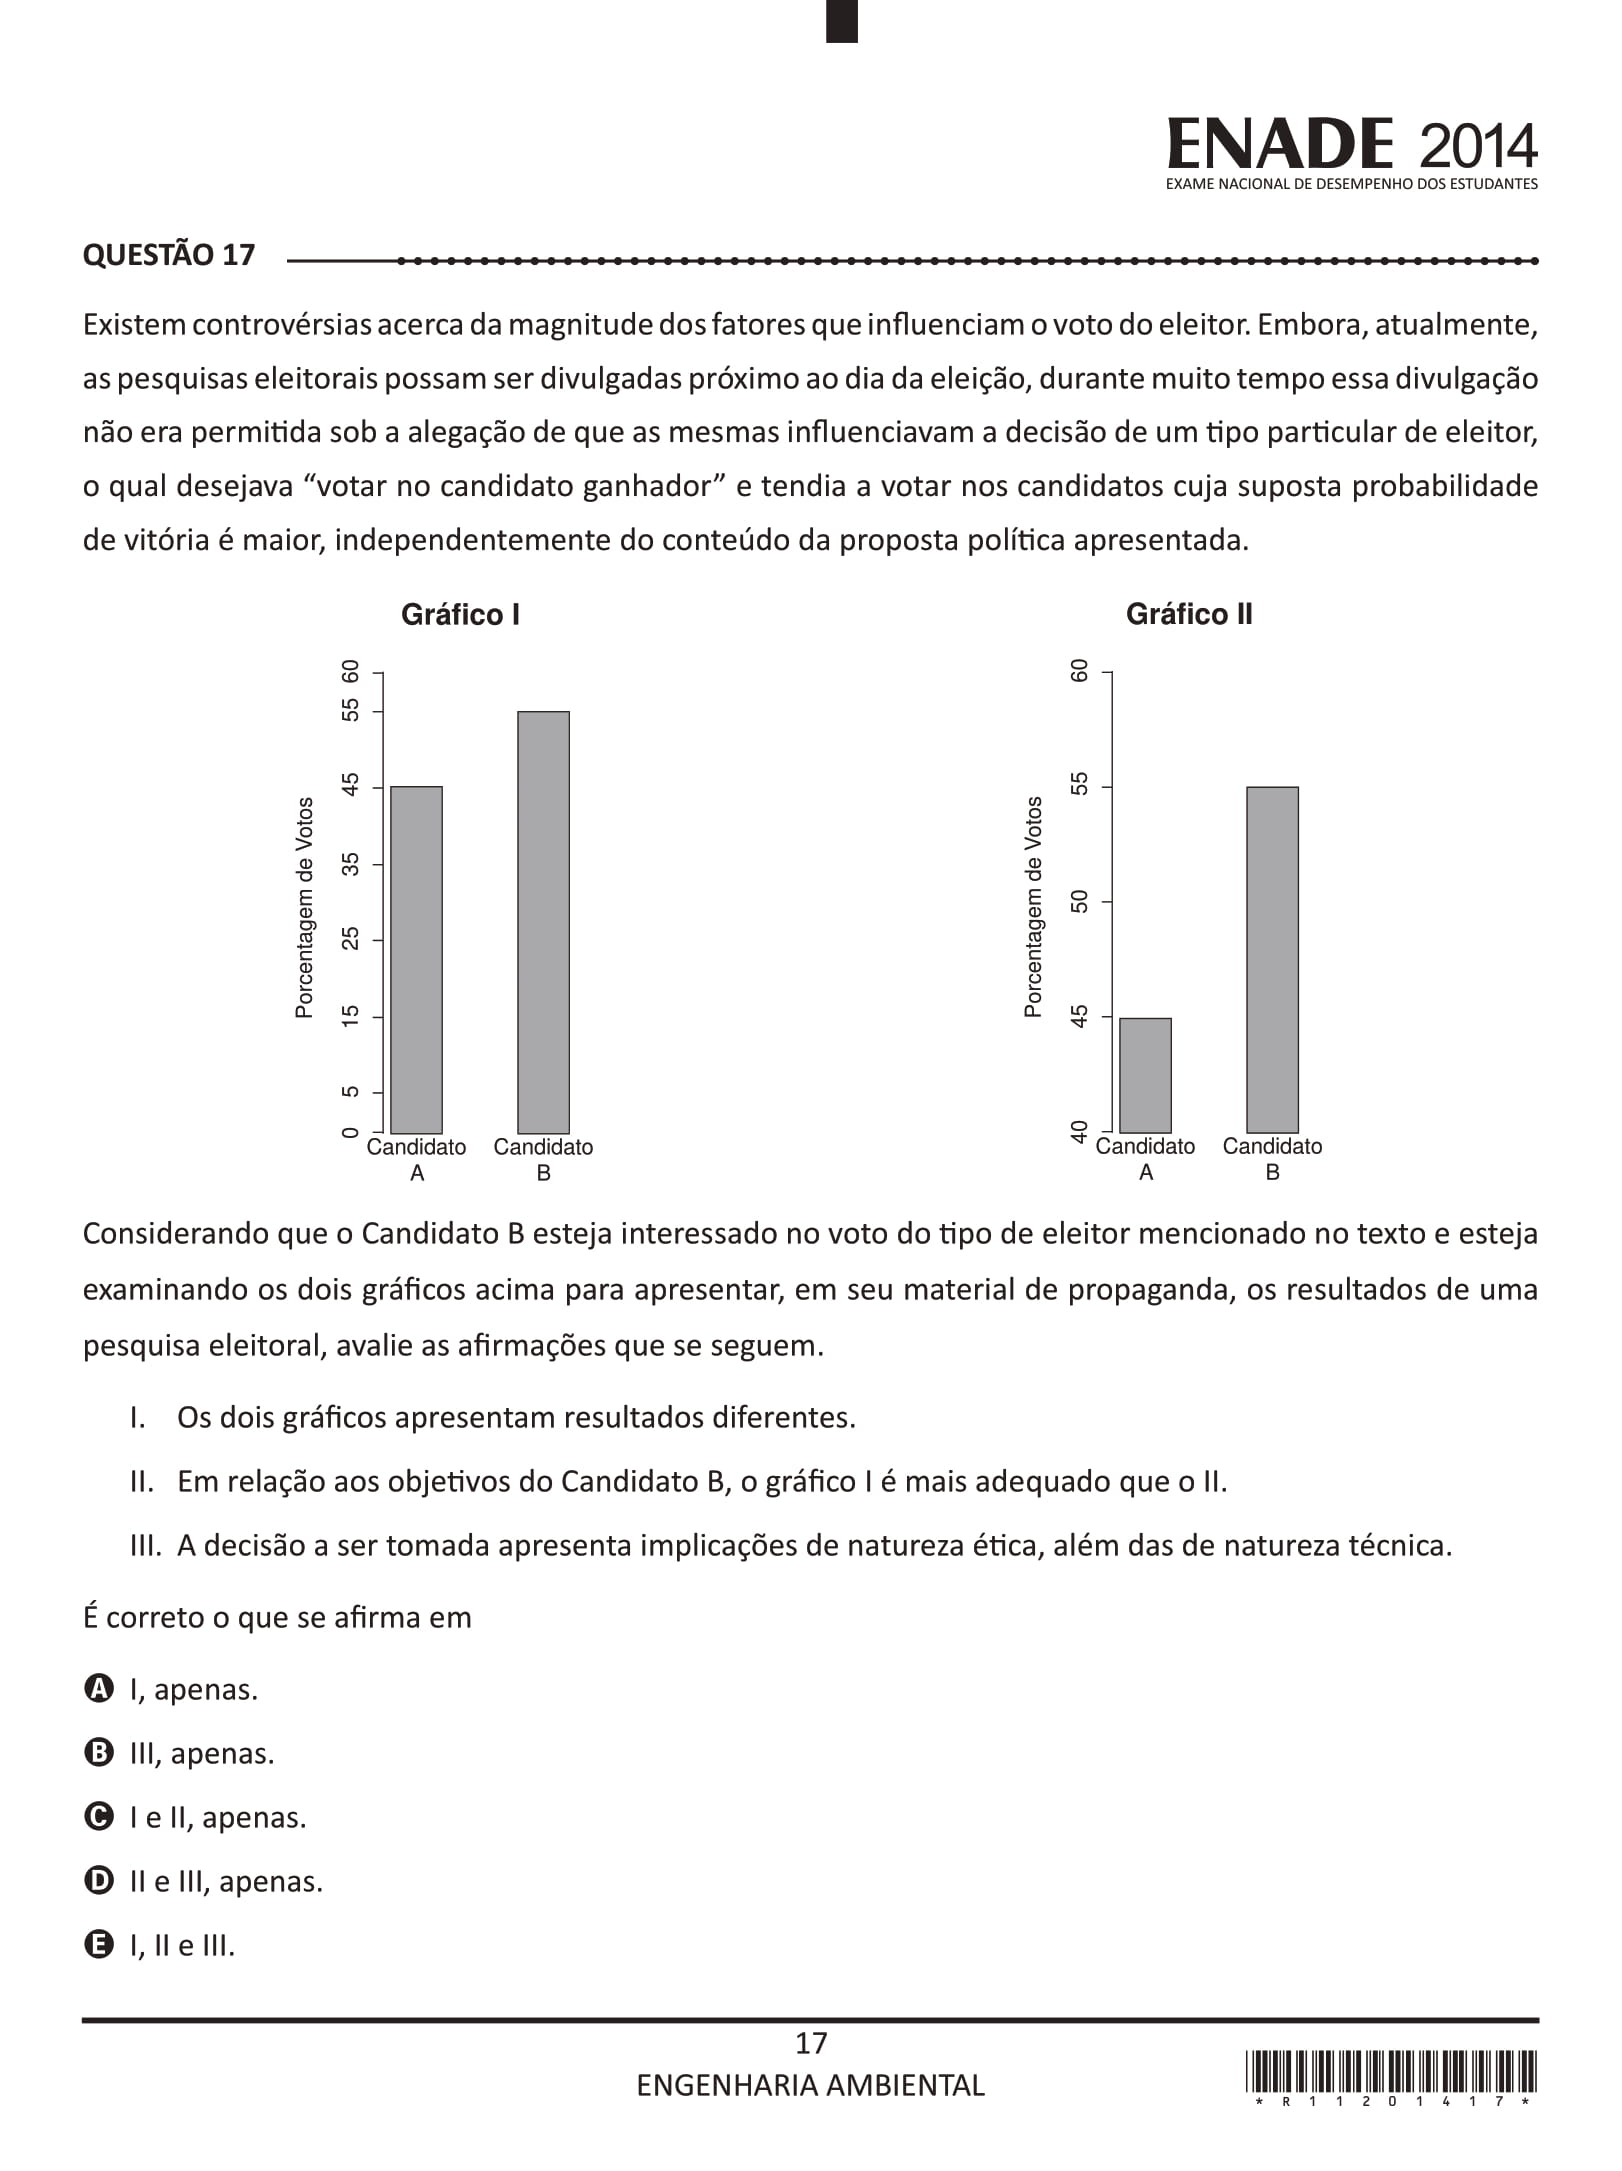 ENADE 2014
EXAME NACIONAL DE DESEMPENHO DOS ESTUDANTES
QUESTÃO 17
Existem controvérsias acerca da magnitude dos fatores que influenciam o voto do eleitor. Embora, atualmente,
as pesquisas eleitorais possam ser divulgadas próximo ao dia da eleição, durante muito tempo essa divulgação
não era permitida sob a alegação de que as mesmas influenciavam a decisão de um tipo particular de eleitor,
o qual desejava “votar no candidato ganhador” e tendia a votar nos candidatos cuja suposta probabilidade
de vitória é maior, independentemente do conteúdo da proposta política apresentada.
Gráfico I
Porcentagem de Votos
60
55
45
35
25
15
5
0
Candidato
A
Candidato
B
Gráfico II
Porcentagem de Votos
60
55
50
45
40
Candidato
A
Candidato
B
Considerando que o Candidato B esteja interessado no voto do tipo de eleitor mencionado no texto e esteja
examinando os dois gráficos acima para apresentar, em seu material de propaganda, os resultados de uma
pesquisa eleitoral, avalie as afirmações que se seguem.
I. Os dois gráficos apresentam resultados diferentes.
II. Em relação aos objetivos do Candidato B, o gráfico I é mais adequado que o II.
III. A decisão a ser tomada apresenta implicações de natureza ética, além das de natureza técnica.
É correto o que se afirma em
A I, apenas.
B III, apenas.
C I e II, apenas.
D II e III, apenas.
E I, II e III.
17
ENGENHARIA AMBIENTAL
* R 1 1 2 0 1 4 1 7 *